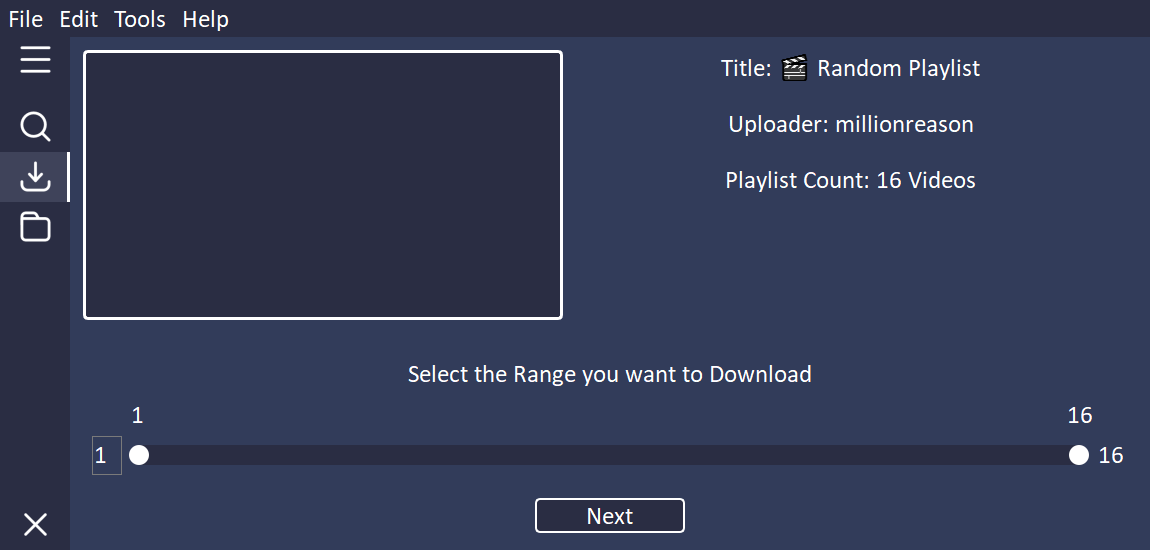 File Edit Tools Help
Title: 🎬 Random Playlist
Uploader: millionreason
Playlist Count: 16 Videos
Select the Range you want to Download
1 16
1 16
Next